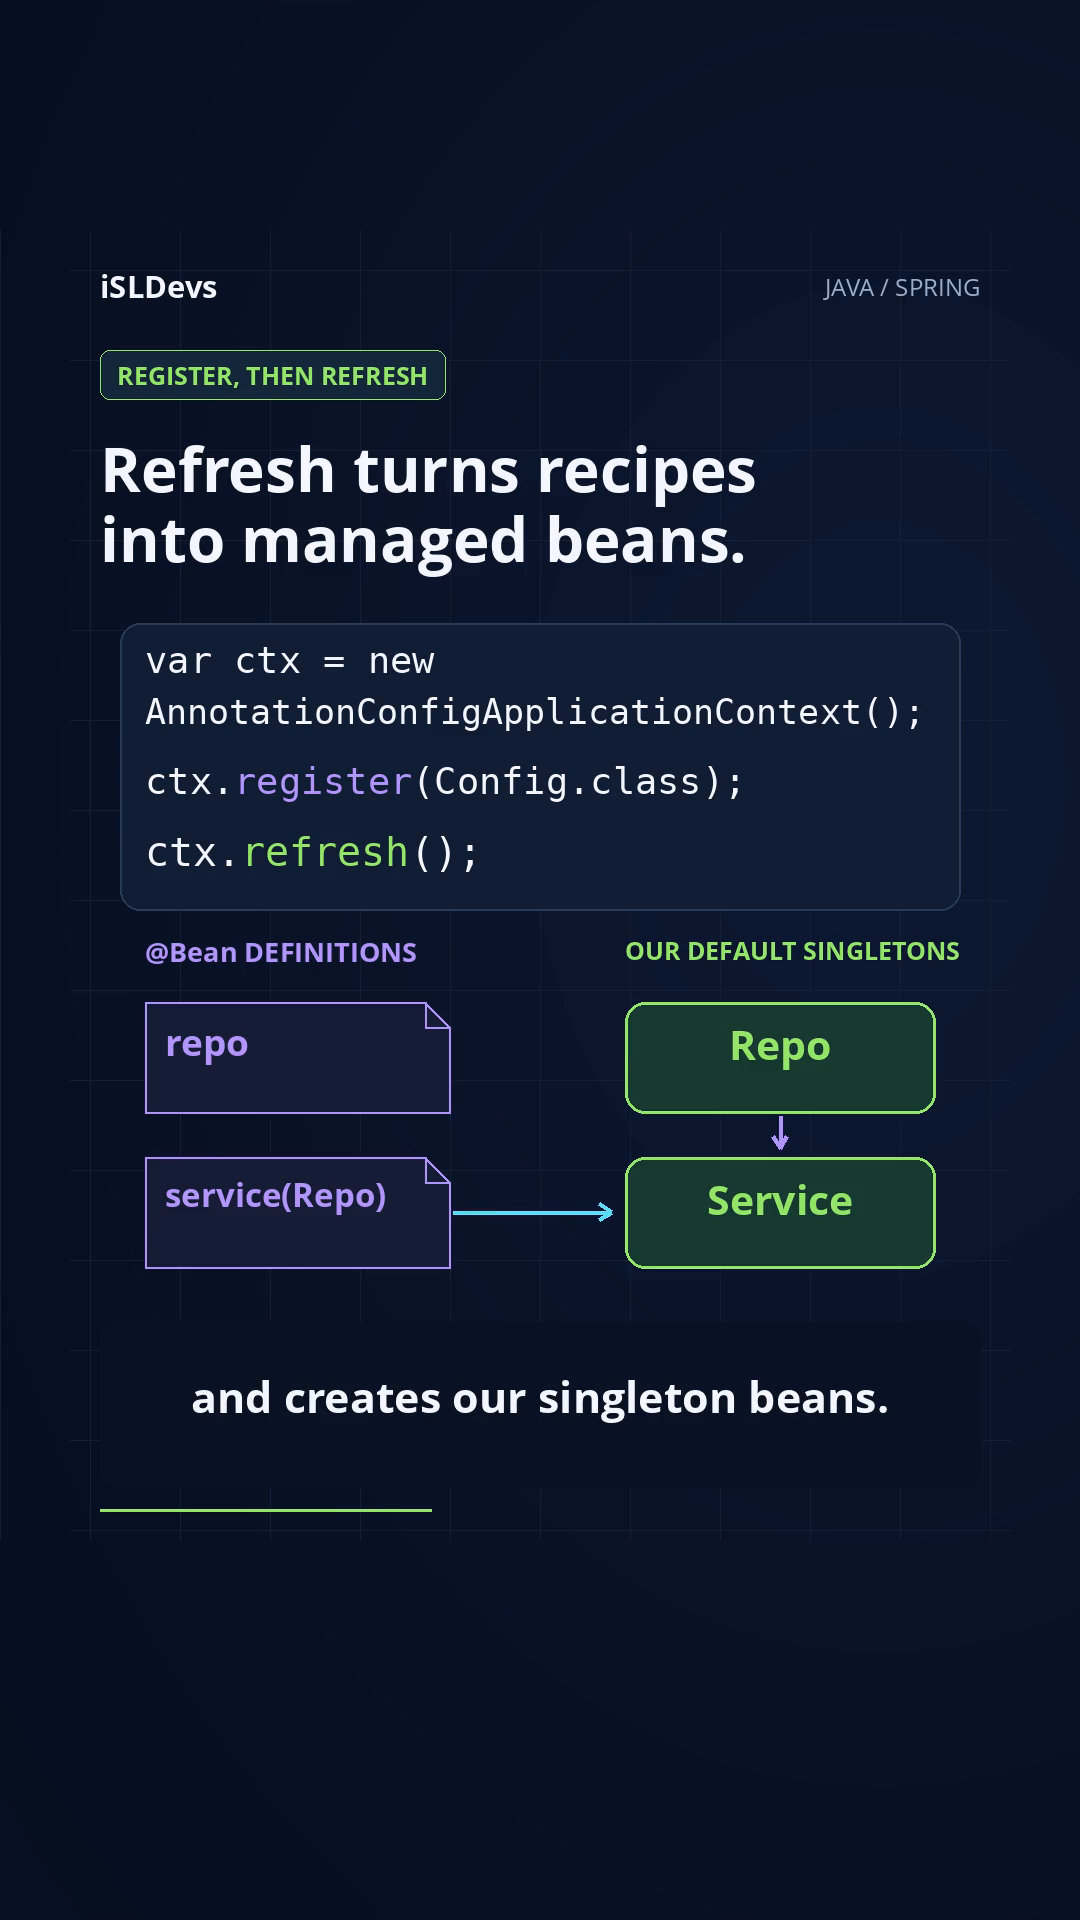 iSLDevs
JAVA / SPRING
REGISTER, THEN REFRESH
Refresh turns recipes
into managed beans.
var ctx = new
AnnotationConfigApplicationContext();
ctx.register(Config.class);
ctx.refresh();
@Bean DEFINITIONS
OUR DEFAULT SINGLETONS
repo
Repo
service(Repo)
Service
and creates our singleton beans.